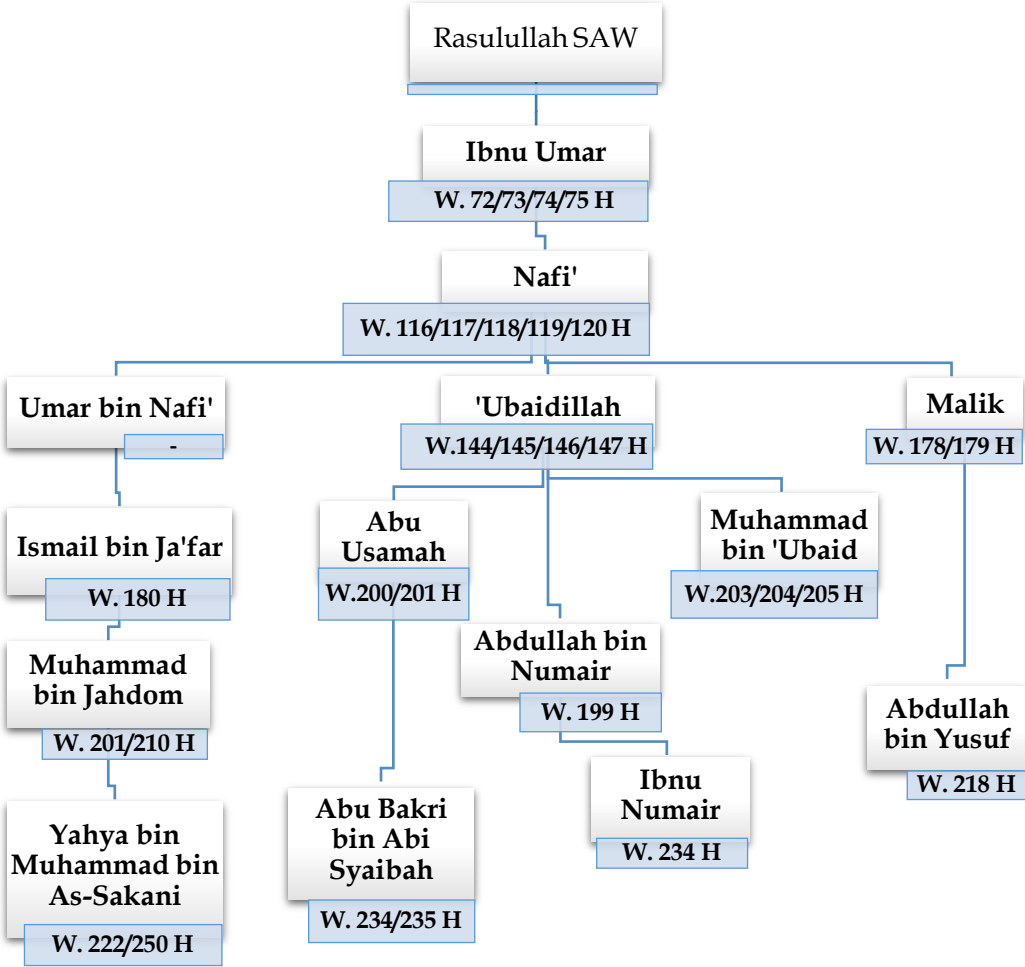 Rasulullah SAW
Ibnu Umar
W. 72/73/74/75 H
Nafi'
W. 116/117/118/119/120 H
Umar bin Nafi'
-
'Ubaidillah
W.144/145/146/147 H
Malik
W. 178/179 H
Ismail bin Ja'far
W. 180 H
Abu
Usamah
W.200/201 H
Muhammad
bin 'Ubaid
W.203/204/205 H
Muhammad
bin Jahdom
W. 201/210 H
Abdullah bin
Numair
W. 199 H
Abdullah
bin Yusuf
W. 218 H
Yahya bin
Muhammad bin
As-Sakani
W. 222/250 H
Abu Bakri
bin Abi
Syaibah
W. 234/235 H
Ibnu
Numair
W. 234 H